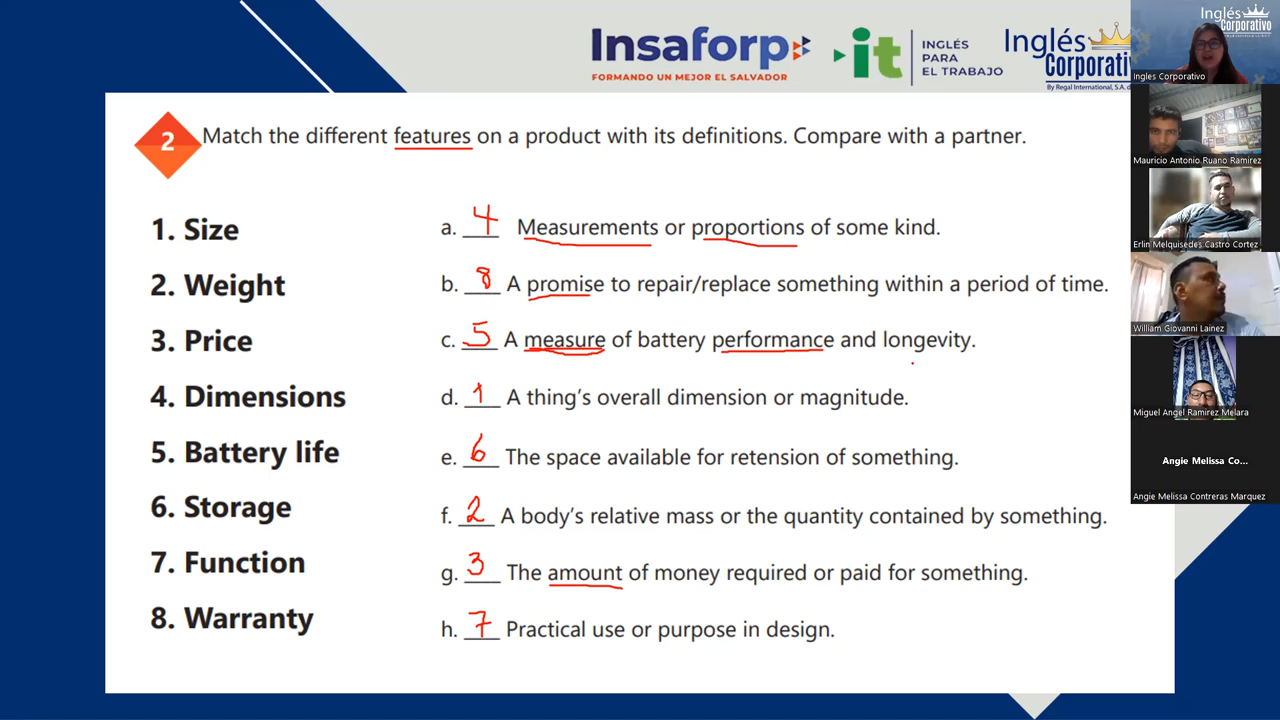 Insaforp
FORMANDO UN MEJOR EL SALVADOR
it
INGLÉS
PARA
EL TRABAJO
Inglés
Corporativ
By Regal International, S.A. d
Inglés
Corporativo
Ingles Corporativo
2 Match the different features on a product with its definitions. Compare with a partner.
1. Size
2. Weight
3. Price
4. Dimensions
5. Battery life
6. Storage
7. Function
8. Warranty
a. 4 Measurements or proportions of some kind.
b. 8 A promise to repair/replace something within a period of time.
c. 5 A measure of battery performance and longevity.
d. 1 A thing's overall dimension or magnitude.
e. 6 The space available for retension of something.
f. 2 A body's relative mass or the quantity contained by something.
g. 3 The amount of money required or paid for something.
h. 7 Practical use or purpose in design.
Mauricio Antonio Ruano Ramirez
Erlin Melquisedes Castro Cortez
William Giovanni Lainez
Miguel Angel Ramirez Melara
Angie Melissa Co...
Angie Melissa Contreras Marquez